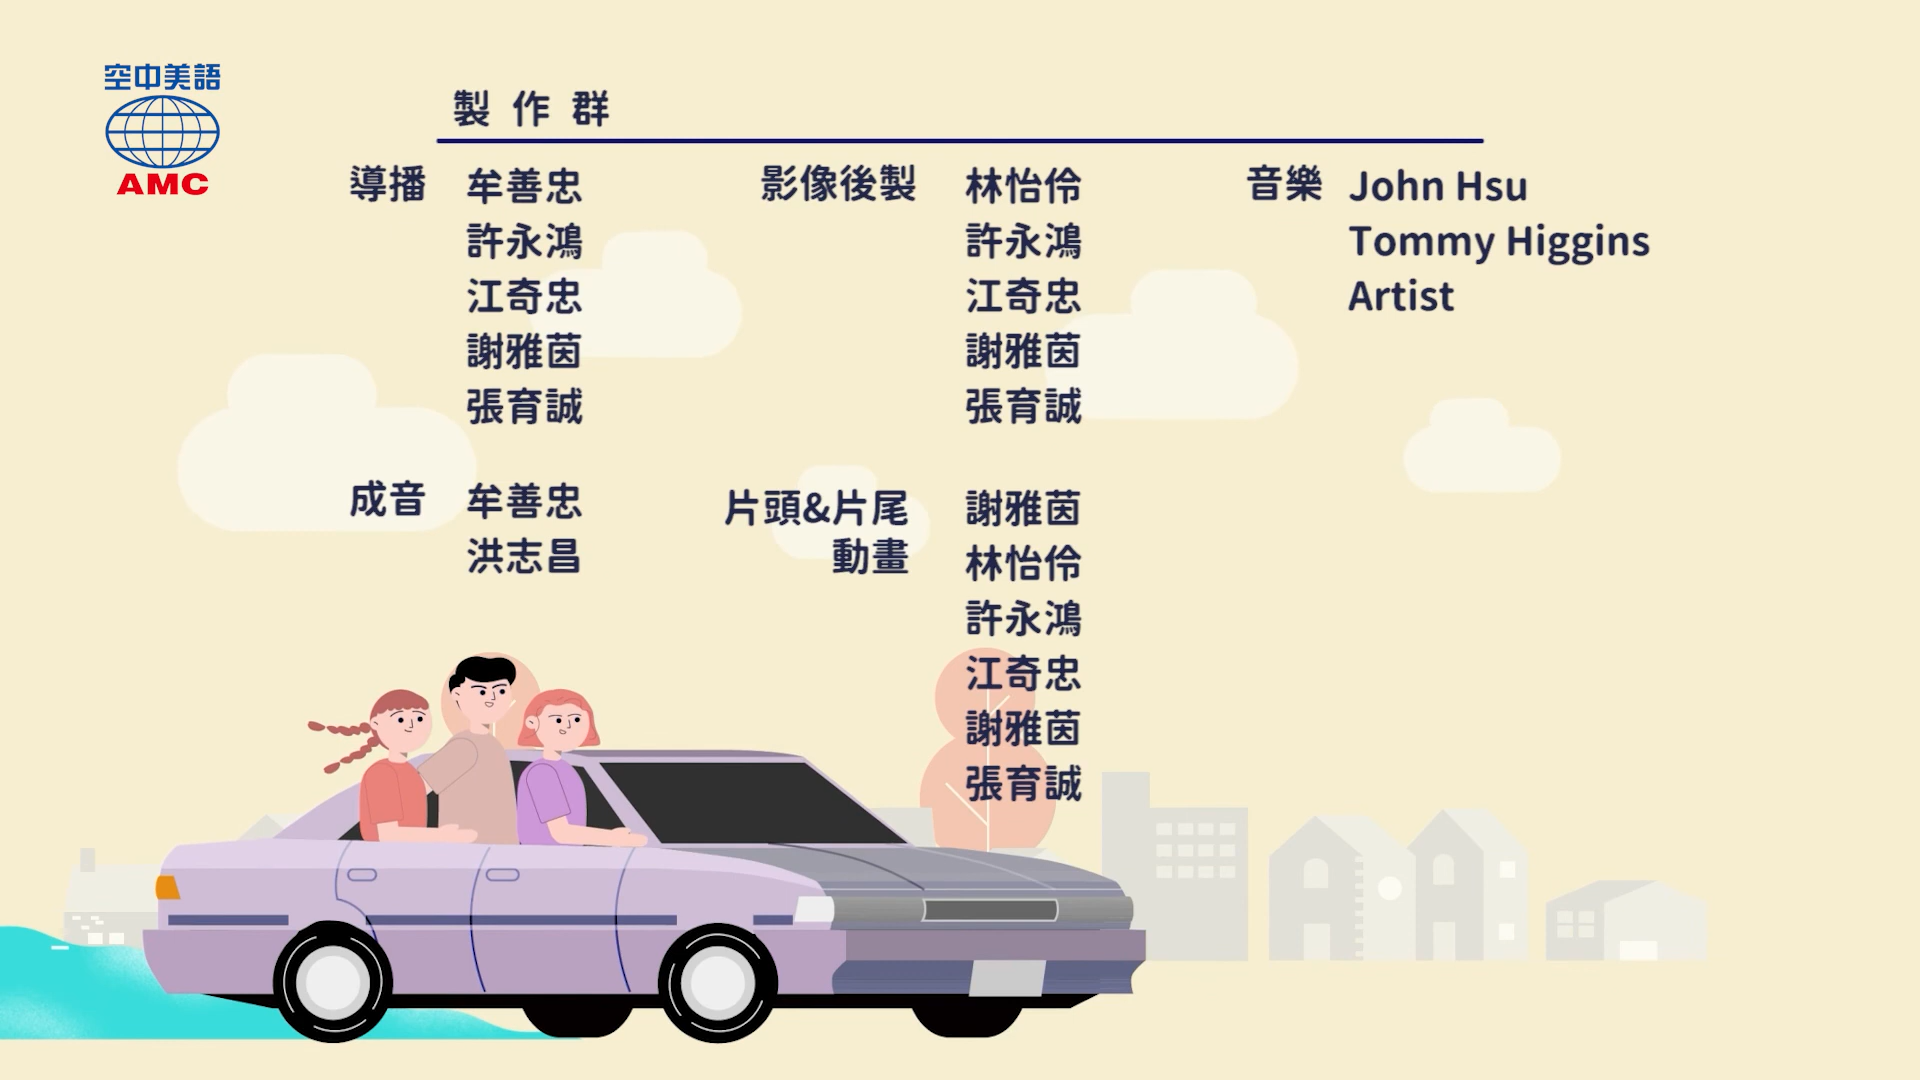 空中美語
AMC
製作群
導播
牟善忠
許永鴻
江奇忠
謝雅茵
張育誠
成音
牟善忠
洪志昌
影像後製
林怡伶
許永鴻
江奇忠
謝雅茵
張育誠
片頭&片尾
動畫
謝雅茵
林怡伶
許永鴻
江奇忠
謝雅茵
張育誠
音樂
John Hsu
Tommy Higgins
Artist